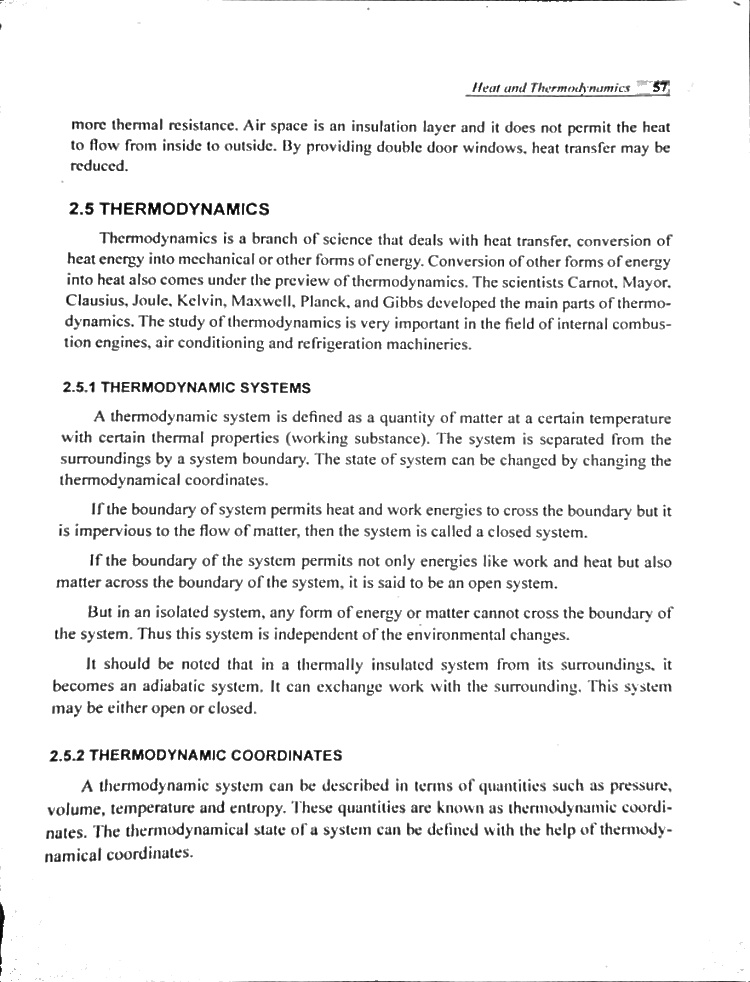 Heat and Thermodynamics 57
more thermal resistance. Air space is an insulation layer and it does not permit the heat
to flow from inside to outside. By providing double door windows, heat transfer may be
reduced.
2.5 THERMODYNAMICS
Thermodynamics is a branch of science that deals with heat transfer, conversion of
heat energy into mechanical or other forms of energy. Conversion of other forms of energy
into heat also comes under the preview of thermodynamics. The scientists Carnot, Mayor,
Clausius, Joule, Kelvin, Maxwell, Planck, and Gibbs developed the main parts of thermo-
dynamics. The study of thermodynamics is very important in the field of internal combus-
tion engines, air conditioning and refrigeration machineries.
2.5.1 THERMODYNAMIC SYSTEMS
A thermodynamic system is defined as a quantity of matter at a certain temperature
with certain thermal properties (working substance). The system is separated from the
surroundings by a system boundary. The state of system can be changed by changing the
thermodynamical coordinates.
If the boundary of system permits heat and work energies to cross the boundary but it
is impervious to the flow of matter, then the system is called a closed system.
If the boundary of the system permits not only energies like work and heat but also
matter across the boundary of the system, it is said to be an open system.
But in an isolated system, any form of energy or matter cannot cross the boundary of
the system. Thus this system is independent of the environmental changes.
It should be noted that in a thermally insulated system from its surroundings, it
becomes an adiabatic system. It can exchange work with the surrounding. This system
may be either open or closed.
2.5.2 THERMODYNAMIC COORDINATES
A thermodynamic system can be described in terms of quantities such as pressure,
volume, temperature and entropy. These quantities are known as thermodynamic coordi-
nates. The thermodynamical state of a system can be defined with the help of thermody-
namical coordinates.